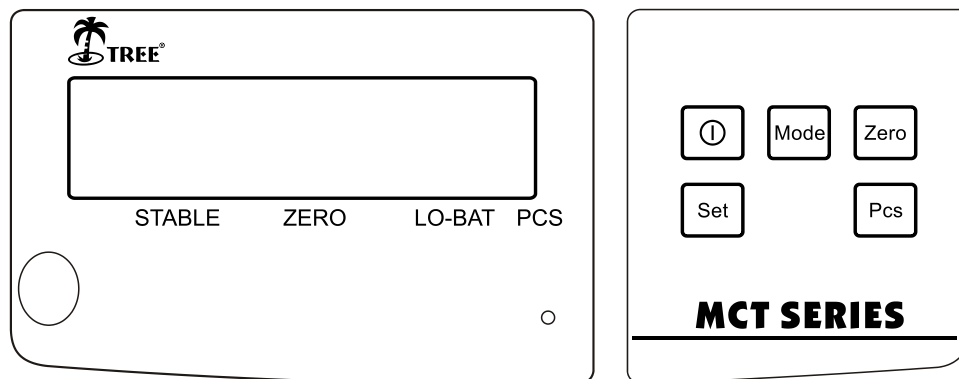 TREE®
STABLE ZERO LO-BAT PCS
Mode Zero
Set Pcs
MCT SERIES